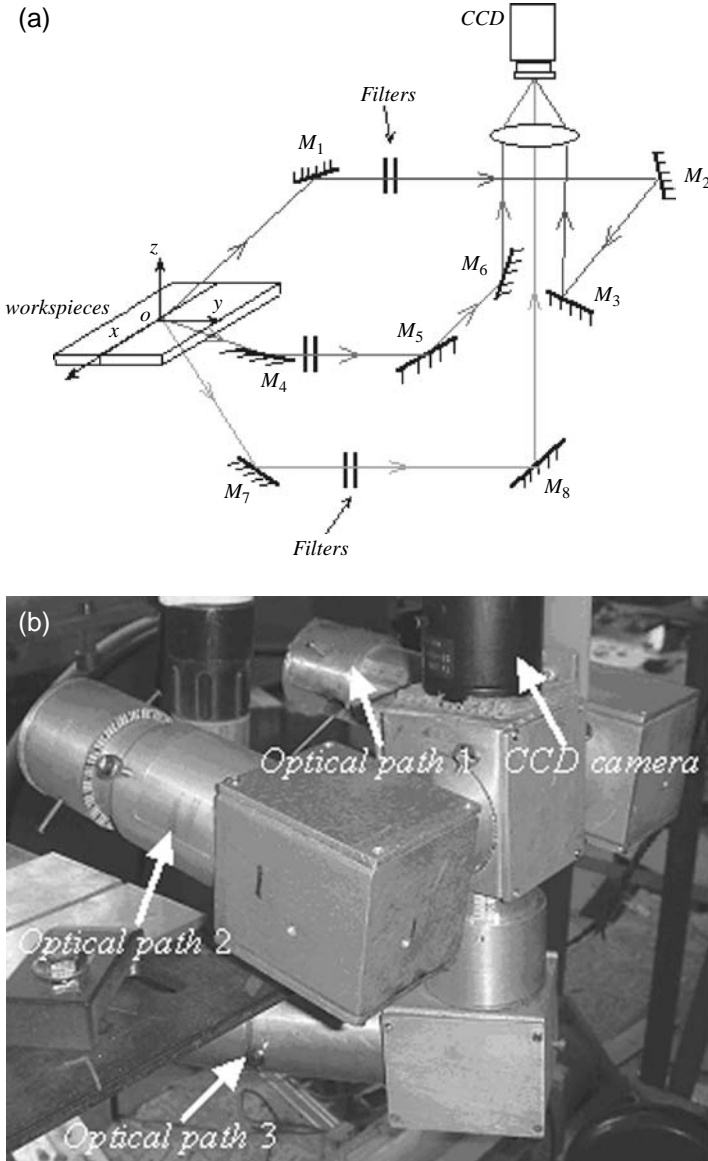 (a)
CCD
Filters
M1
M2
z
M6
workspaces
o
y
x
M3
M5
M4
M7
M8
Filters
(b)
Optical path 1
CCD camera
Optical path 2
Optical path 3